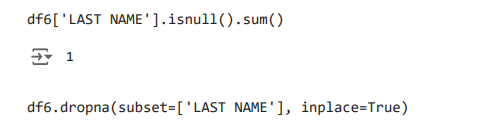 df6['LAST NAME'].isnull().sum()
1
df6.dropna(subset=['LAST NAME'], inplace=True)